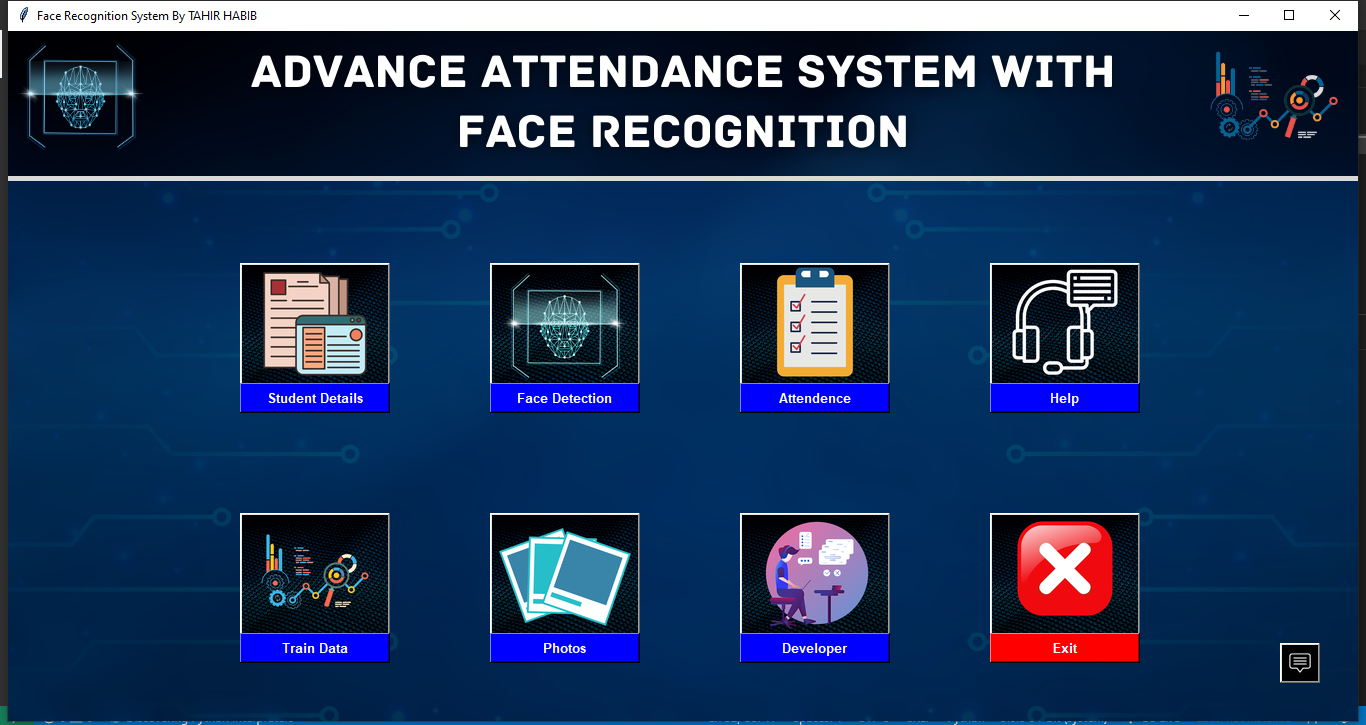 Face Recognition System By TAHIR HABIB
ADVANCE ATTENDANCE SYSTEM WITH
FACE RECOGNITION
Student Details
Face Detection
Attendence
Help
Train Data
Photos
Developer
Exit